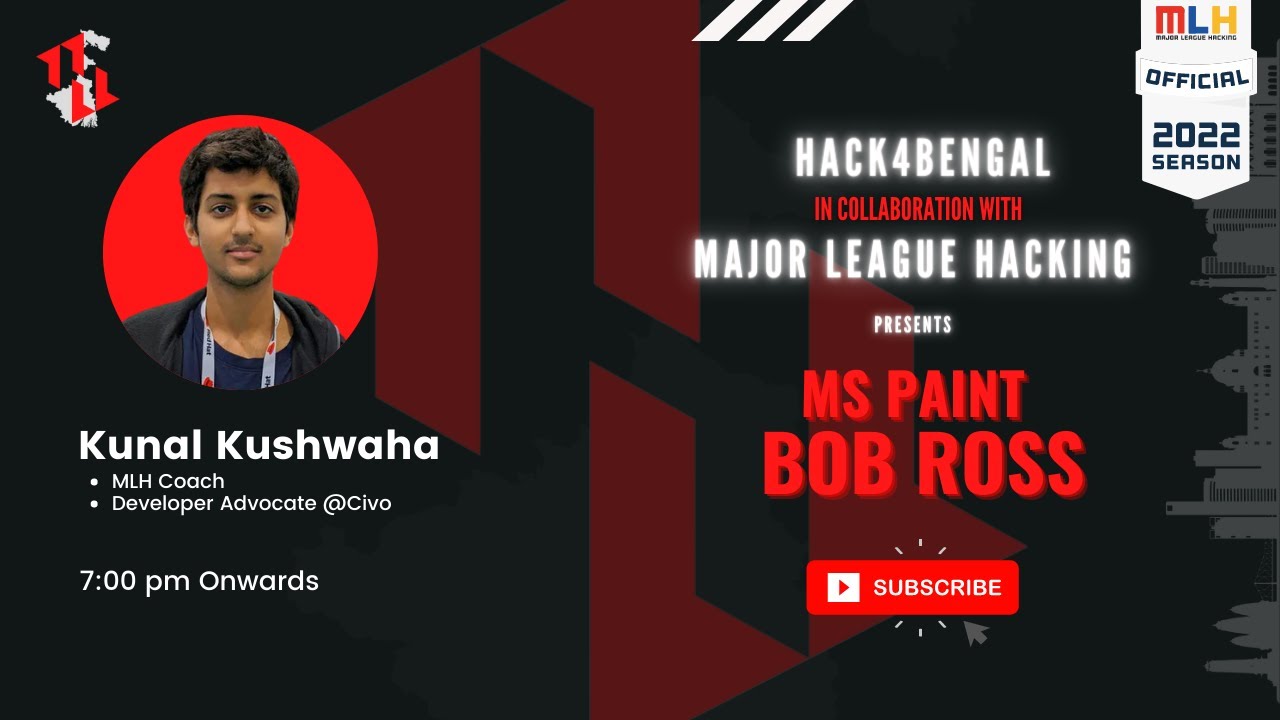 MLH
MAJOR LEAGUE HACKING
OFFICIAL
2022
SEASON
HACK4BENGAL
IN COLLABORATION WITH
MAJOR LEAGUE HACKING
PRESENTS
MS PAINT
BOB ROSS
SUBSCRIBE
Kunal Kushwaha
• MLH Coach
• Developer Advocate @Civo
7:00 pm Onwards